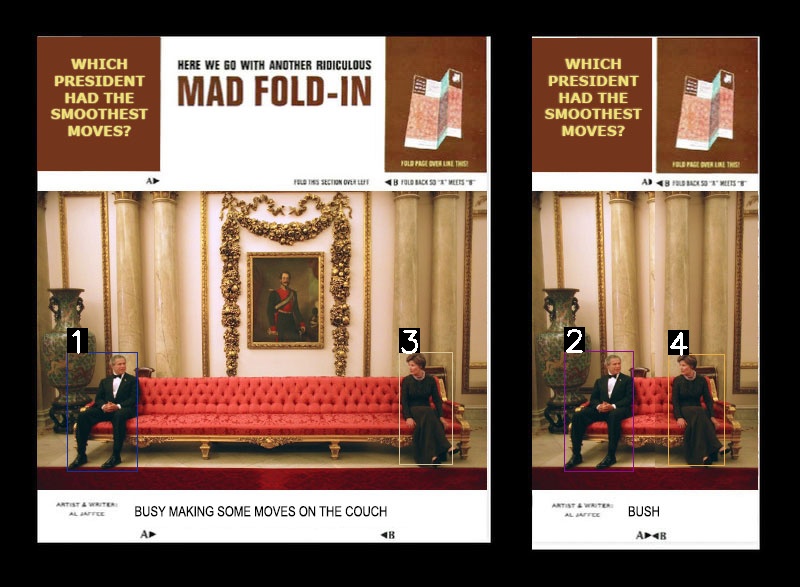 WHICH
PRESIDENT
HAD THE
SMOOTHEST
MOVES?
HERE WE GO WITH ANOTHER RIDICULOUS
MAD FOLD-IN
FOLD PAGE OVER LIKE THIS!
A▶
FOLD THIS SECTION OVER LEFT
◀B FOLD BACK SO "A" MEETS "B"
1
3
ARTIST & WRITER:
AL JAFFEE
BUSY MAKING SOME MOVES ON THE COUCH
A▶
◀B
WHICH
PRESIDENT
HAD THE
SMOOTHEST
MOVES?
FOLD PAGE OVER LIKE THIS!
A▶
◀B FOLD BACK SO "A" MEETS "B"
2
4
ARTIST & WRITER:
AL JAFFEE
BUSH
A▶◀B